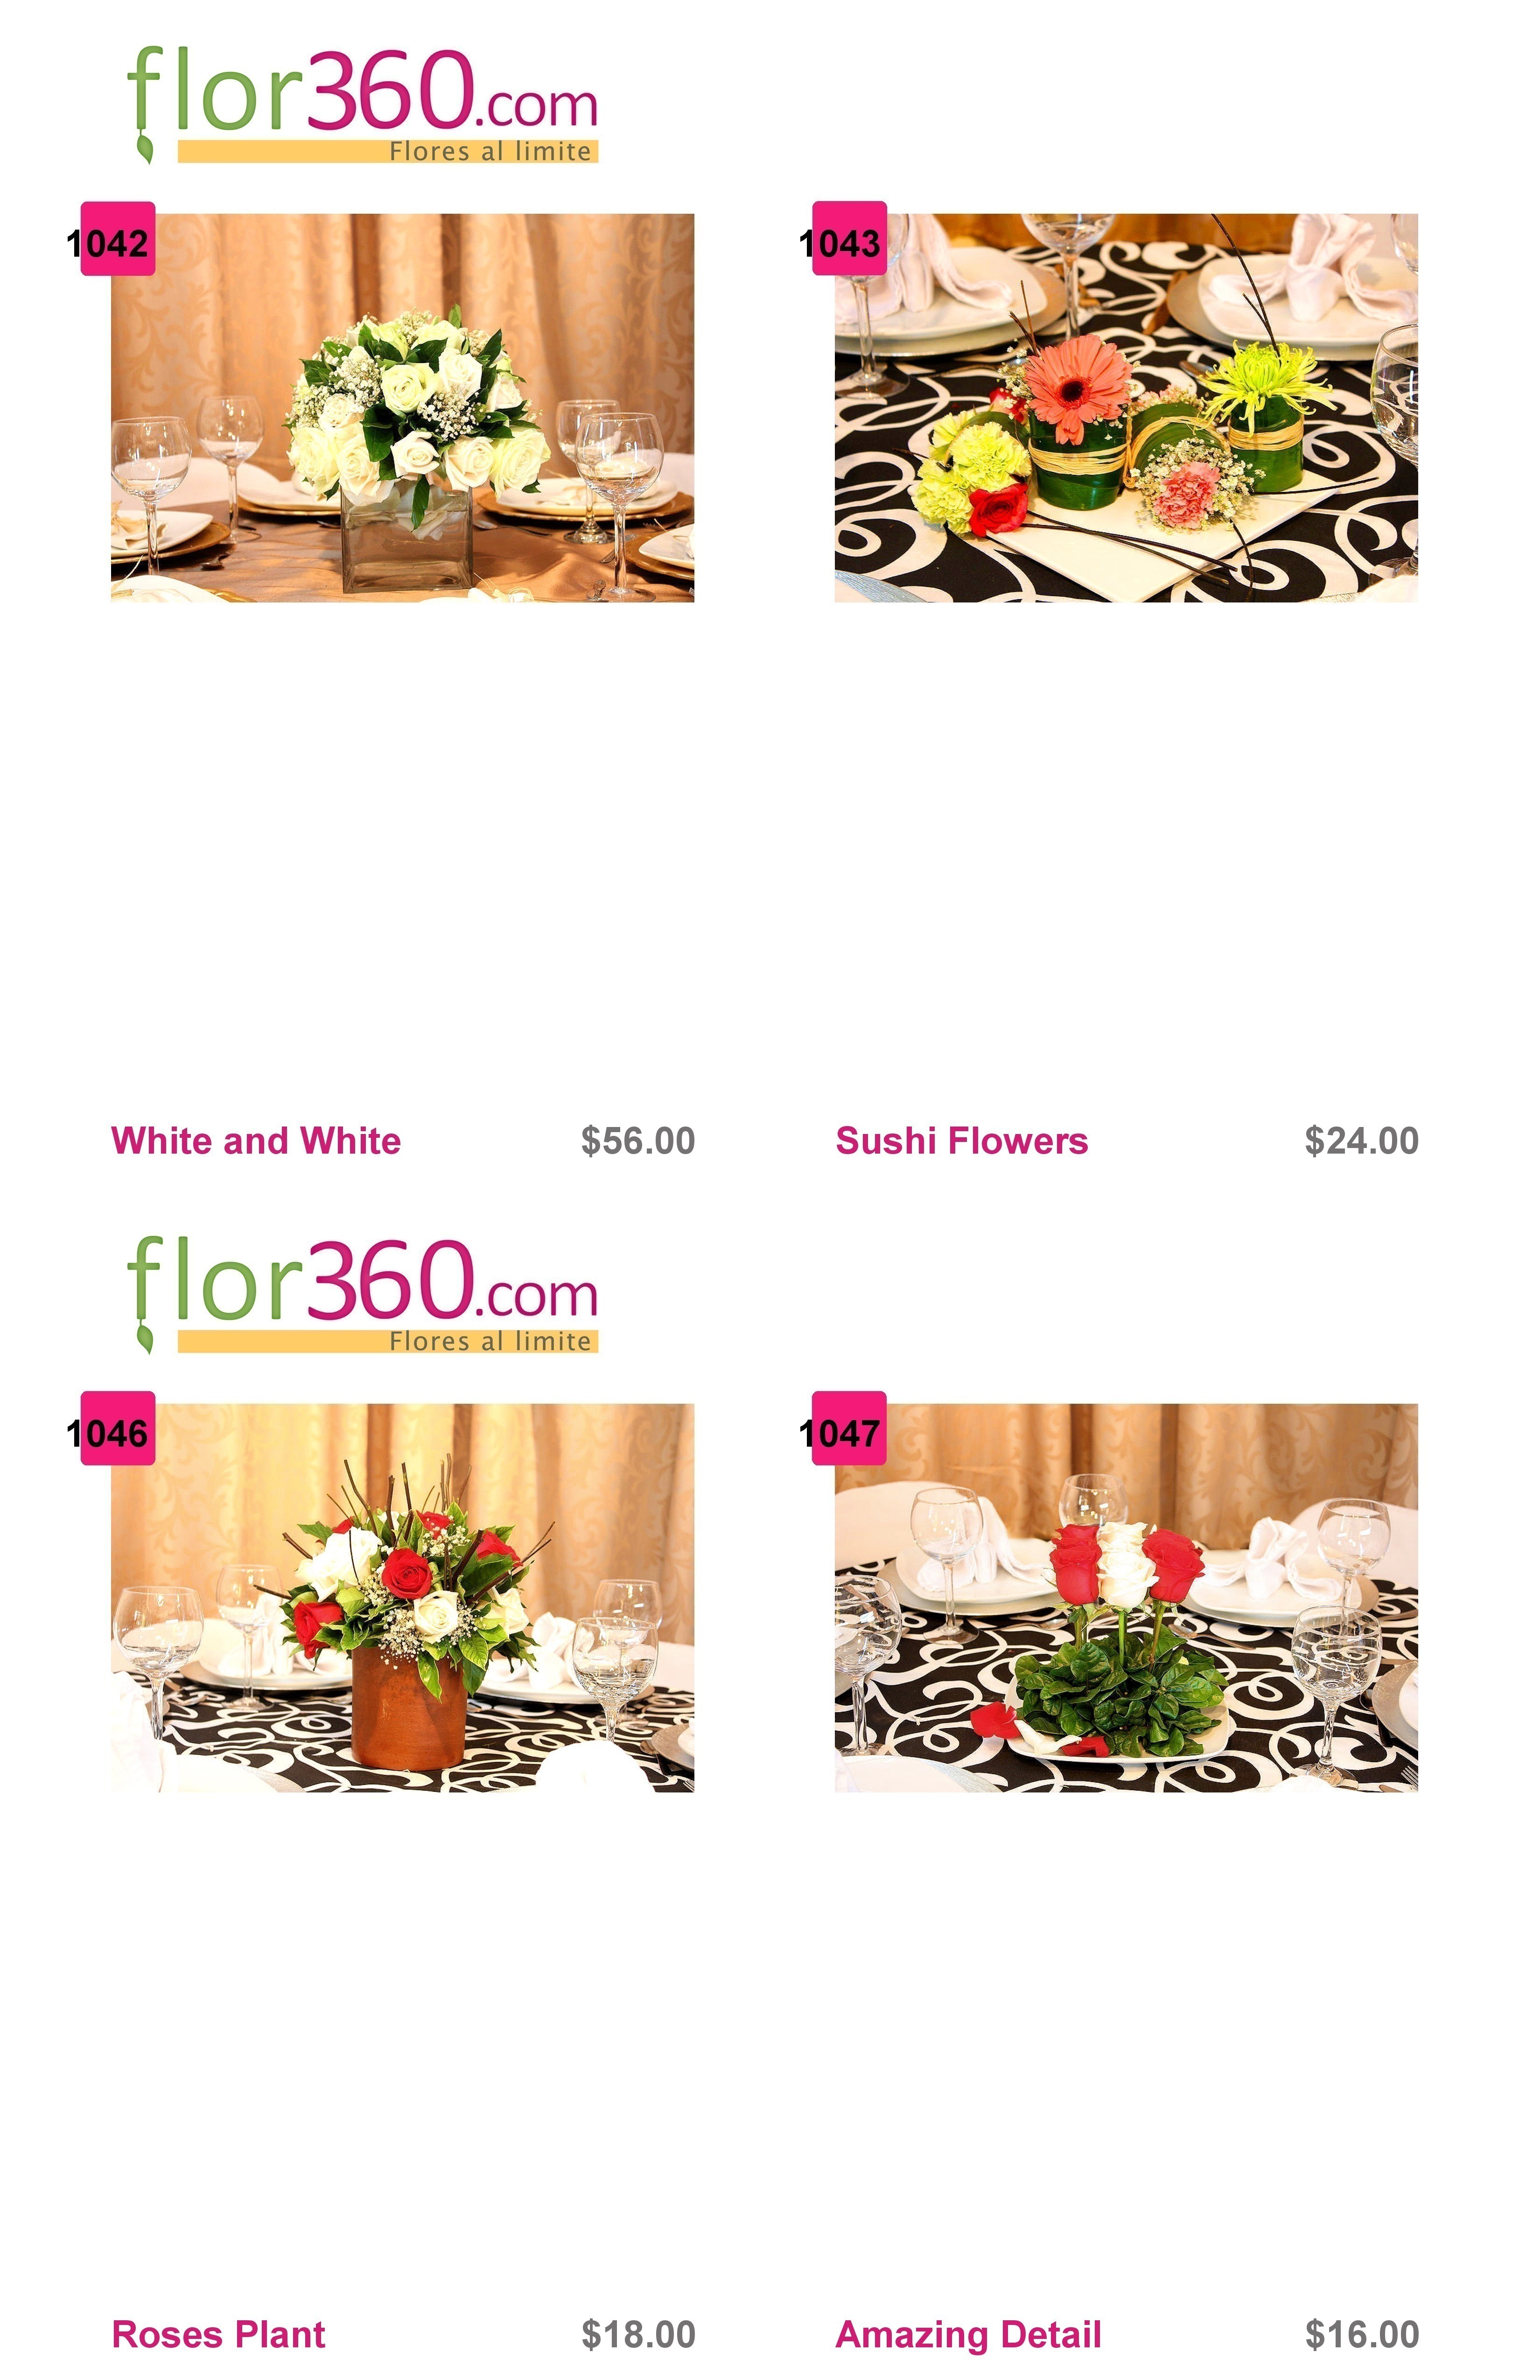 flor360.com
Flores al limite
1042
1043
White and White $56.00
Sushi Flowers $24.00
flor360.com
Flores al limite
1046
1047
Roses Plant $18.00
Amazing Detail $16.00